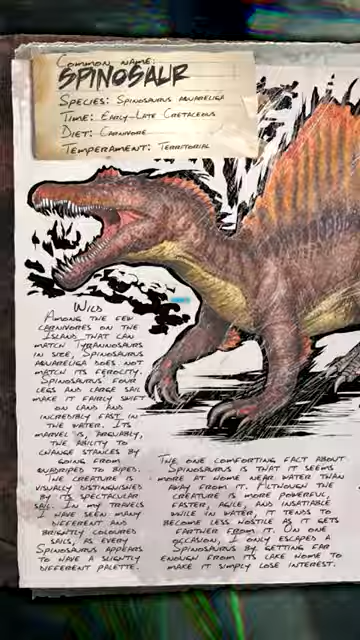 Common name:
SPINOSAUR
Species: Spinosaurus aquareliga
Time: Early-Late Cretaceous
Diet: Carnivore
Temperament: Territorial
Wild
Among the few
carnivores on the
Island that can
match Tyrannosaurs
in size, Spinosaurus
aquareliga does not
match its ferocity.
Spinosaurus' four
legs and large sail
make it fairly swift
on land and
incredibly fast in
the water. Its
marvel is, arguably,
the ability to
change stances by
going from
quadriped to biped.
The creature is
visually distinguished
by its spectacular
sail. In my travels
I have seen many
different and
brightly coloured
sails, as every
Spinosaurus appears
to have a slightly
different palette.
The one comforting fact about
Spinosaurus is that it seems
more at home near water than
away from it. Although the
creature is more powerful,
faster, agile, and insatiable
while in water, it tends to
become less hostile as it gets
farther from it. On one
occasion, I only escaped a
Spinosaurus by getting far
enough from its lake home to
make it simply lose interest.